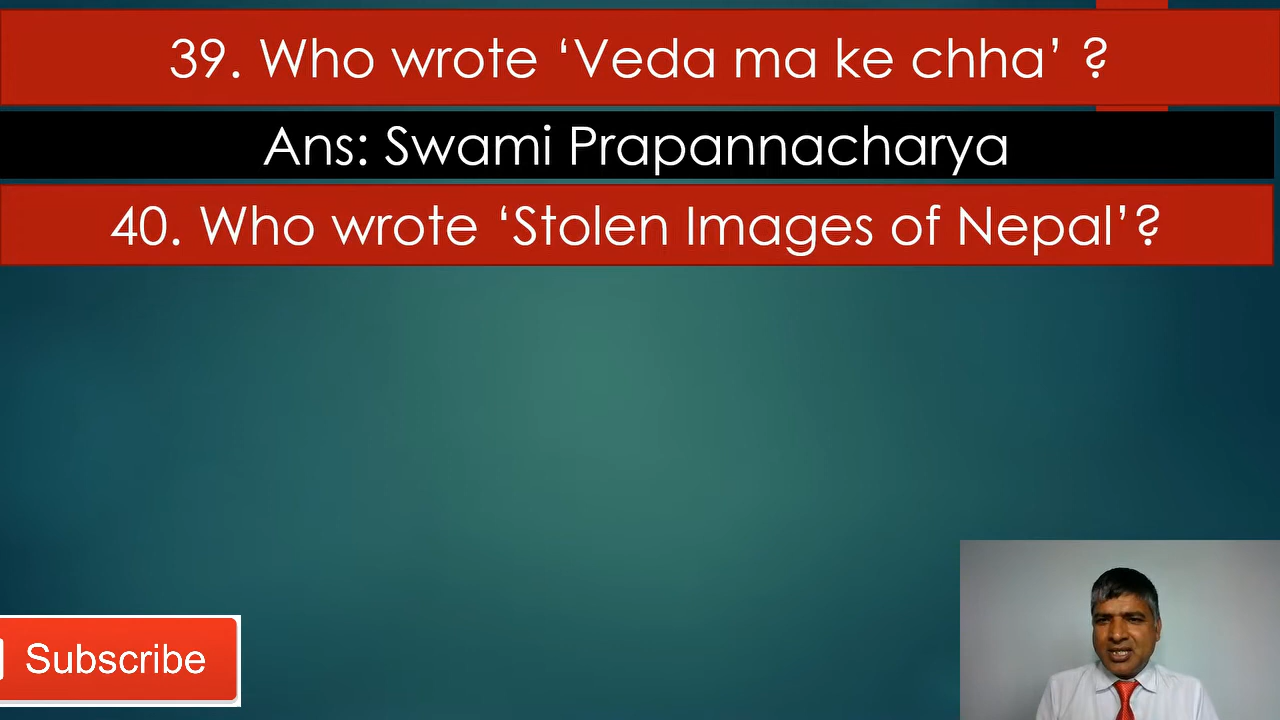 39. Who wrote ‘Veda ma ke chha’ ?
Ans: Swami Prapannacharya
40. Who wrote ‘Stolen Images of Nepal’?
Subscribe